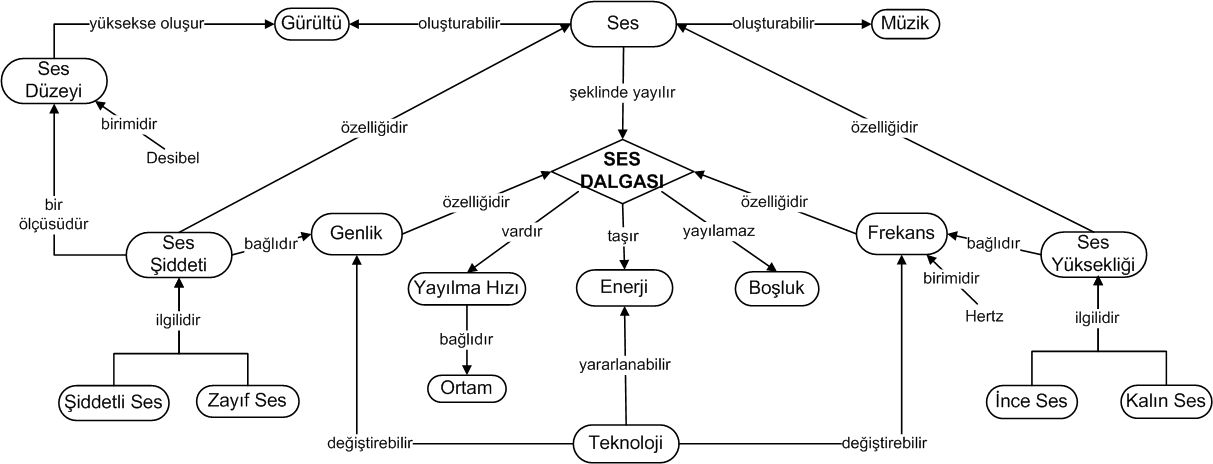 yüksekse oluşur
Gürültü
oluşturabilir
Ses
oluşturabilir
Müzik
Ses
Düzeyi
şeklinde yayılır
birimidir
Desibel
özelliğidir
özelliğidir
SES
DALGASI
bir
ölçüsüdür
özelliğidir
özelliğidir
Ses
Şiddeti
bağlıdır
Genlik
vardır
taşır
yayılamaz
Frekans
bağlıdır
Ses
Yüksekliği
Yayılma Hızı
Enerji
Boşluk
birimidir
Hertz
ilgilidir
bağlıdır
ilgilidir
yararlanabilir
Şiddetli Ses
Zayıf Ses
Ortam
İnce Ses
Kalın Ses
değiştirebilir
Teknoloji
değiştirebilir